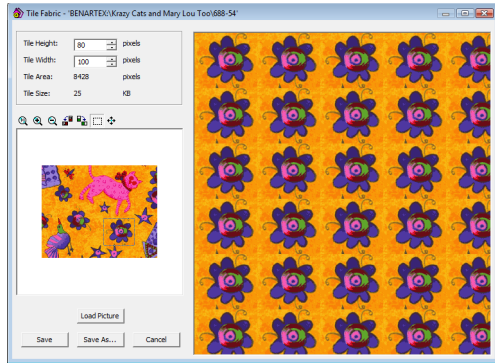 Tile Fabric - 'BENARTEX:\Krazy Cats and Mary Lou Too\688-54'
Tile Height: 80 pixels
Tile Width: 100 pixels
Tile Area: 8428 pixels
Tile Size: 25 KB
Load Picture
Save Save As... Cancel